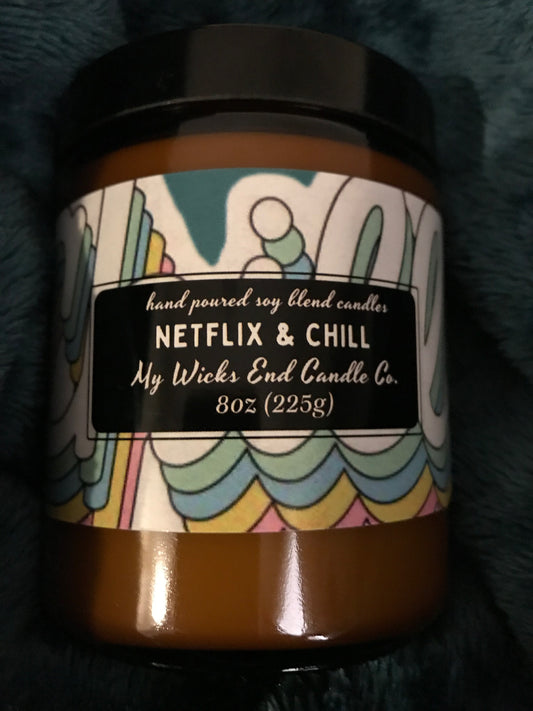 hand poured soy blend candles
NETFLIX & CHILL
My Wicks End Candle Co.
8oz (225g)